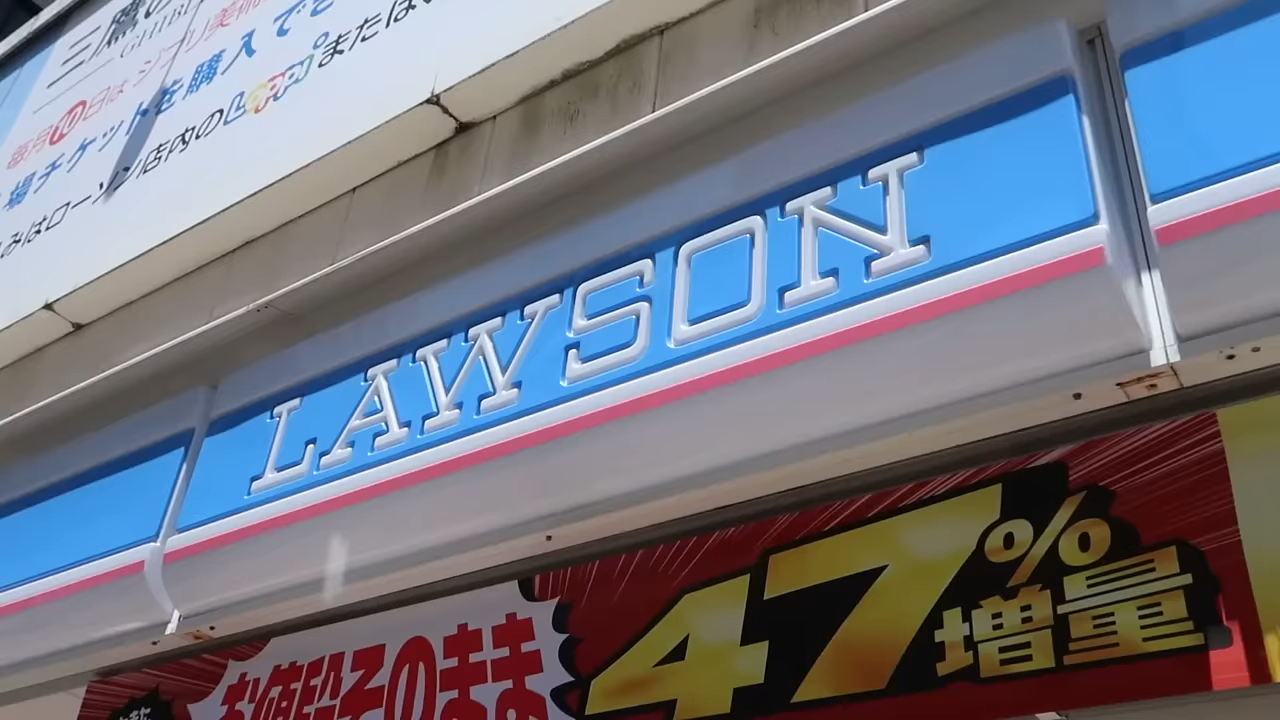 三鷹の
GHIBLI
毎月10日は ジブリ美術
場チケットを購入 でき
みはローソン店内のLoppiまたは
LAWSON
お値段そのまま
47%増量